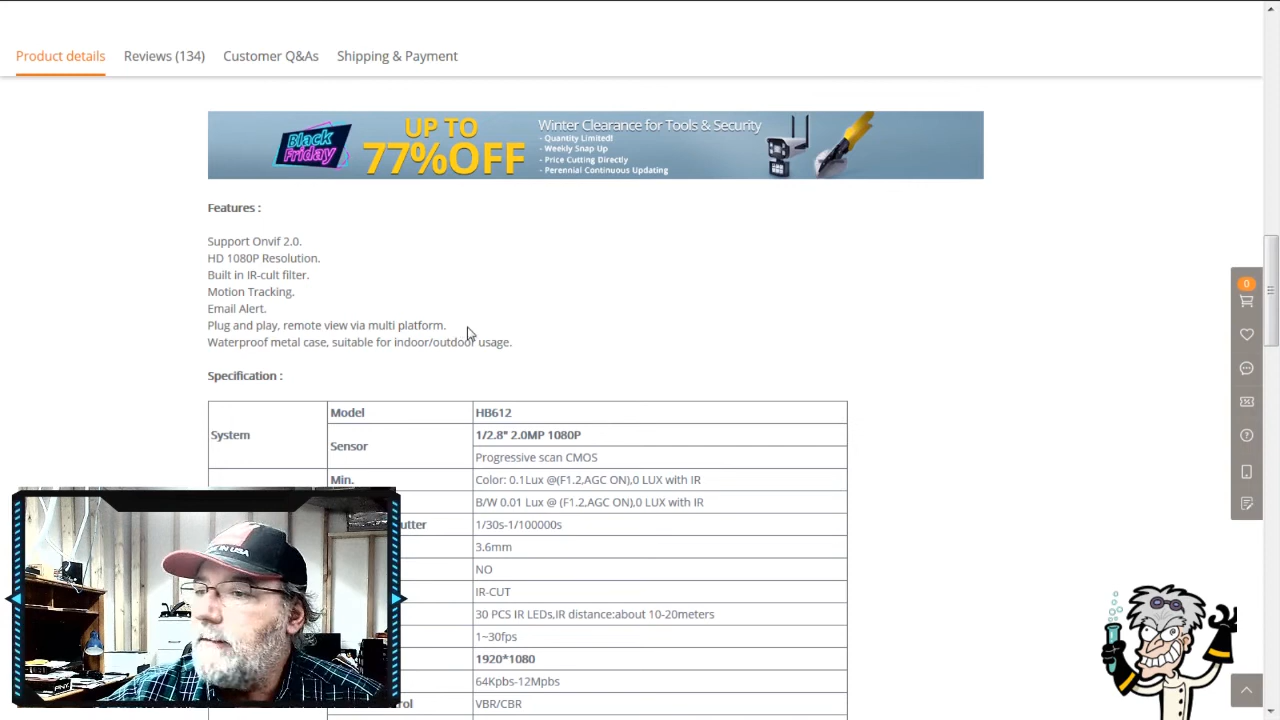 Product details
Reviews (134)
Customer Q&As
Shipping & Payment
Black
Friday
UP TO
77%OFF
Winter Clearance for Tools & Security
- Quantity Limited!
- Weekly Snap Up
- Price Cutting Directly
- Perennial Continuous Updating
0
Features :
Support Onvif 2.0.
HD 1080P Resolution.
Built in IR-cult filter.
Motion Tracking.
Email Alert.
Plug and play, remote view via multi platform.
Waterproof metal case, suitable for indoor/outdoor usage.
Specification :
System
Model
HB612
Sensor
1/2.8" 2.0MP 1080P
Progressive scan CMOS
Min.
Color: 0.1Lux @(F1.2,AGC ON),0 LUX with IR
B/W 0.01 Lux @ (F1.2,AGC ON),0 LUX with IR
1/30s-1/100000s
3.6mm
NO
IR-CUT
30 PCS IR LEDs,IR distance:about 10-20meters
1~30fps
1920*1080
64Kpbs-12Mpbs
VBR/CBR
IN USA
PNY